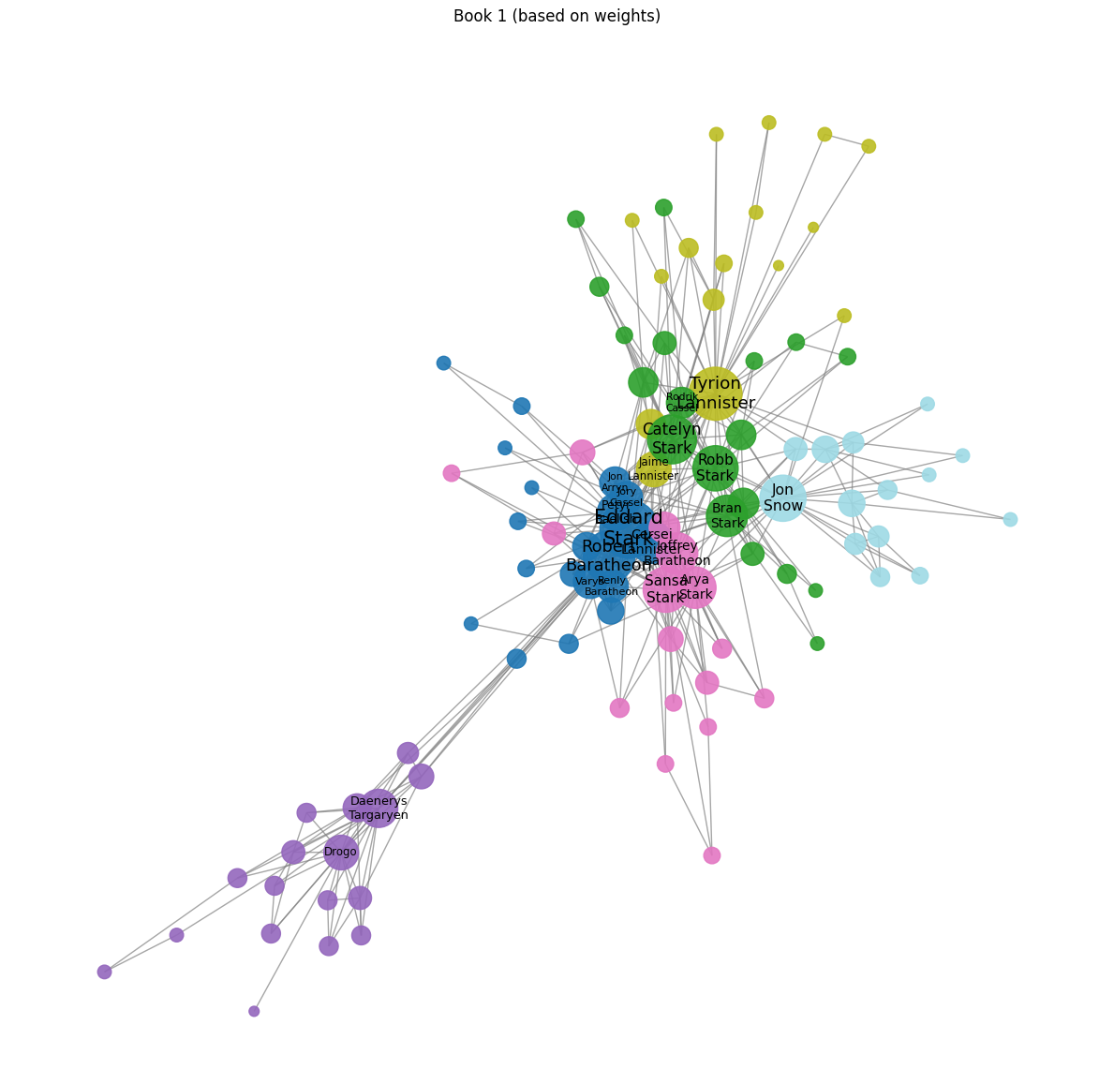 Book 1 (based on weights)
Tyrion
Lannister
Rodrik
Cassel
Catelyn
Stark
Robb
Stark
Jaime
Lannister
Jon
Snow
Jon
Arryn
Jory
Cassel
Bran
Stark
Eddard
Stark
Cersei
Lannister
Robert
Baratheon
Joffrey
Baratheon
Varys
Renly
Baratheon
Sansa
Stark
Arya
Stark
Daenerys
Targaryen
Drogo